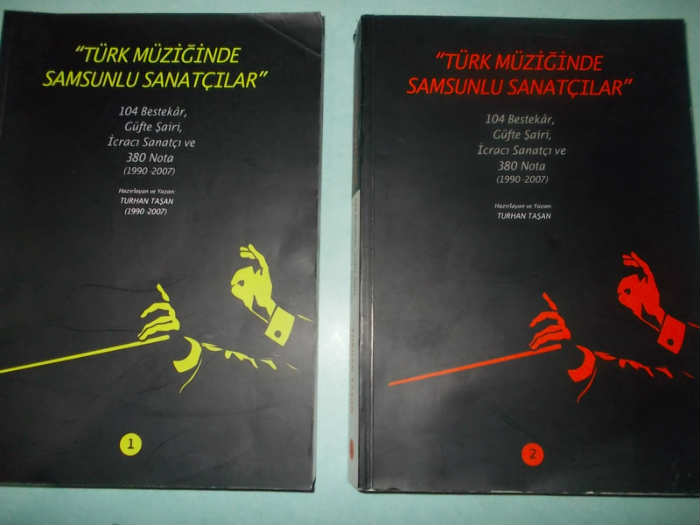 "TÜRK MÜZİĞİNDE
SAMSUNLU SANATÇILAR"
104 Bestekâr,
Güfte Şairi,
İcracı Sanatçı ve
380 Nota
(1990-2007)
Hazırlayan ve Yazan:
TURHAN TAŞAN
(1990-2007)
1
"TÜRK MÜZİĞİNDE
SAMSUNLU SANATÇILAR"
104 Bestekâr,
Güfte Şairi,
İcracı Sanatçı ve
380 Nota
(1990-2007)
Hazırlayan ve Yazan:
TURHAN TAŞAN
2